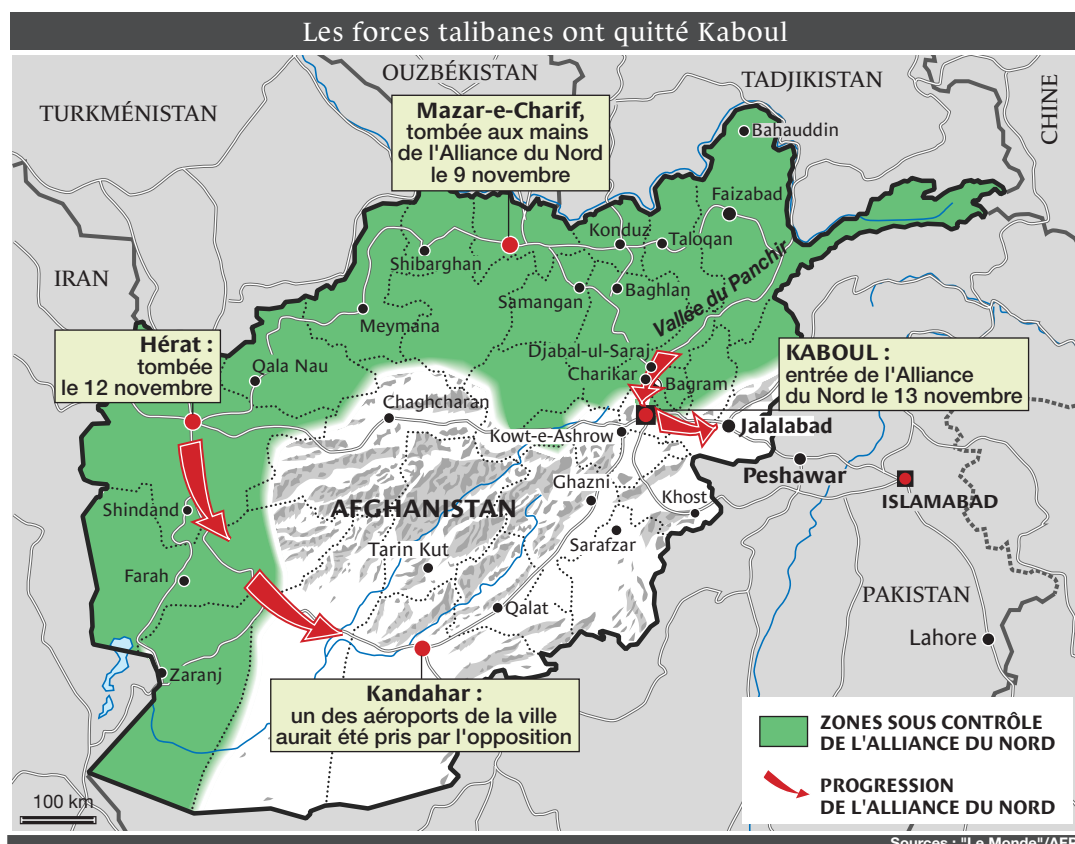 Les forces talibanes ont quitté Kaboul
OUZBÉKISTAN
TADJIKISTAN
TURKMÉNISTAN
CHINE
Mazar-e-Charif,
tombée aux mains
de l'Alliance du Nord
le 9 novembre
Bahauddin
Faizabad
Konduz
Taloqan
Shibarghan
IRAN
Samangan
Baghlan
Vallée du Panchir
Meymana
Hérat :
tombée
le 12 novembre
Qala Nau
Djabal-ul-Saraj
Charikar
Bagram
KABOUL :
entrée de l'Alliance
du Nord le 13 novembre
Chaghcharan
Kowt-e-Ashrow
Jalalabad
Peshawar
Ghazni
Khost
ISLAMABAD
AFGHANISTAN
Shindand
Sarafzar
Tarin Kut
Farah
PAKISTAN
Qalat
Lahore
Zaranj
Kandahar :
un des aéroports de la ville
aurait été pris par l'opposition
ZONES SOUS CONTRÔLE
DE L'ALLIANCE DU NORD
PROGRESSION
DE L'ALLIANCE DU NORD
100 km
Sources : "Le Monde"/AFP